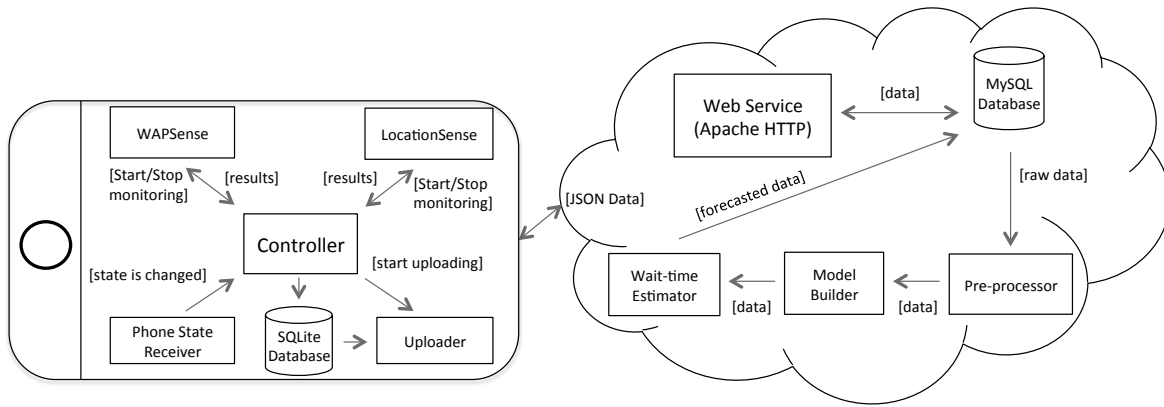 WAPSense
LocationSense
[Start/Stop
monitoring]
[results]
[results]
[Start/Stop
monitoring]
Controller
[state is changed]
[start uploading]
Phone State
Receiver
SQLite
Database
Uploader
[JSON Data]
Web Service
(Apache HTTP)
[data]
MySQL
Database
[forecasted data]
[raw data]
Wait-time
Estimator
[data]
Model
Builder
[data]
Pre-processor